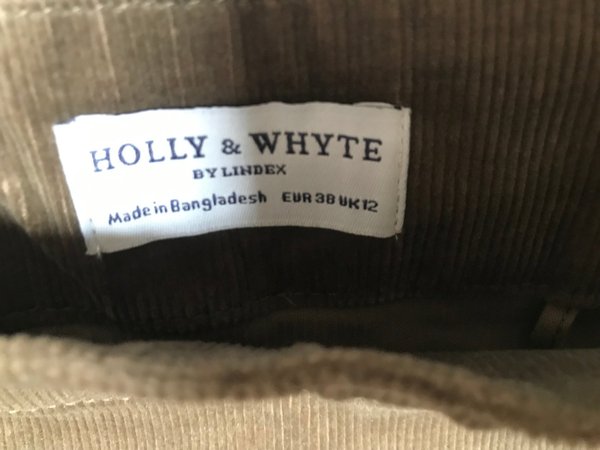 HOLLY & WHYTE
BY LINDEX
Made in Bangladesh EUR 38 UK 12